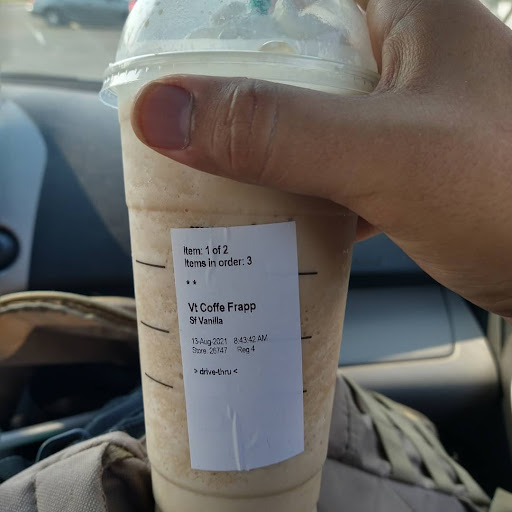 Item: 1 of 2
Items in order: 3
* *
Vt Coffe Frapp
Sf Vanilla
13-Aug-2021 8:43:42 AM
Store: 26747 Reg 4
> drive-thru <